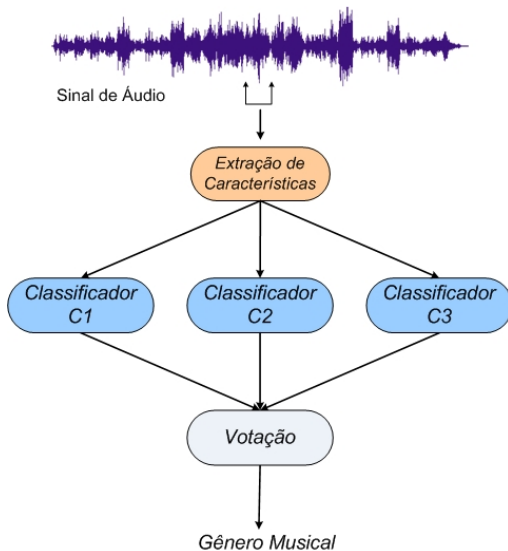 Sinal de Áudio
Extração de
Características
Classificador
C1
Classificador
C2
Classificador
C3
Votação
Gênero Musical